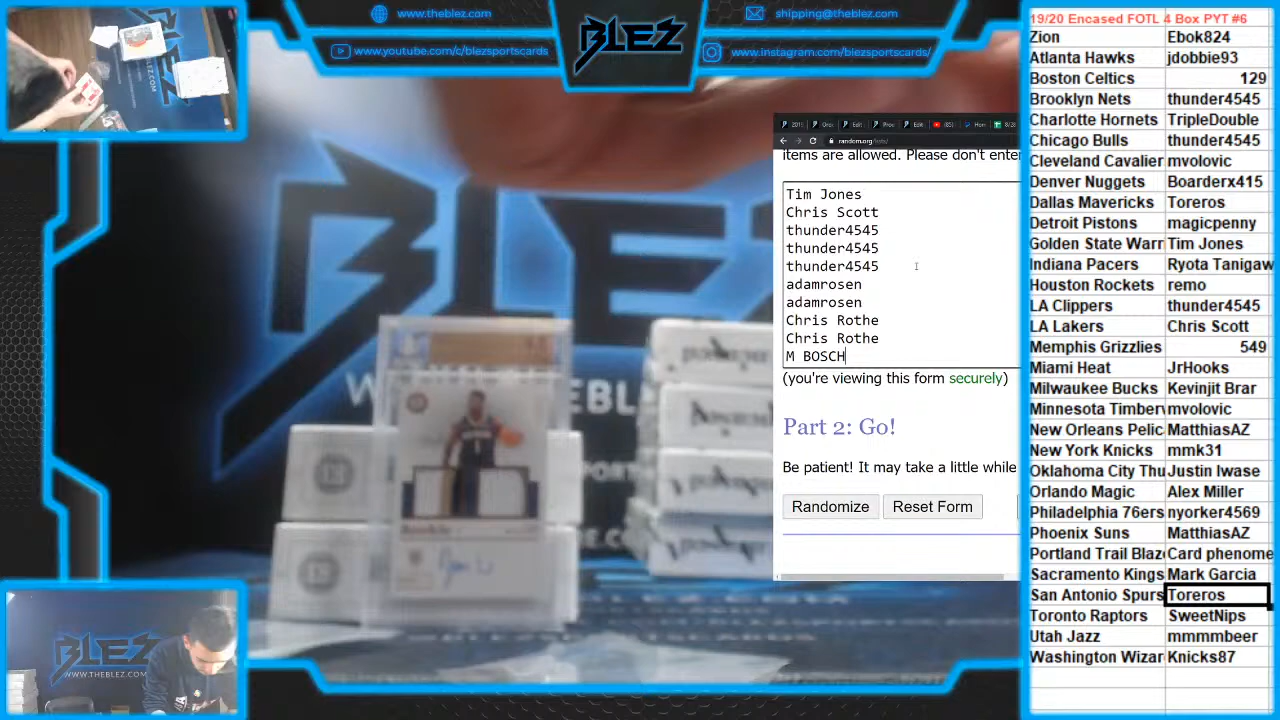 www.theblez.com
shipping@theblez.com
www.youtube.com/c/blezsportscards
BLEZ
www.instagram.com/blezsportscards/
19/20 Encased FOTL 4 Box PYT #6
Zion Ebok824
Atlanta Hawks jdobbie93
Boston Celtics 129
Brooklyn Nets thunder4545
Charlotte Hornets TripleDouble
Chicago Bulls thunder4545
Cleveland Cavalier mvolovic
Denver Nuggets Boarderx415
Dallas Mavericks Toreros
Detroit Pistons magicpenny
Golden State Warr Tim Jones
Indiana Pacers Ryota Tanigaw
Houston Rockets remo
LA Clippers thunder4545
LA Lakers Chris Scott
Memphis Grizzlies 549
Miami Heat JrHooks
Milwaukee Bucks Kevinjit Brar
Minnesota Timberv mvolovic
New Orleans Pelic MatthiasAZ
New York Knicks mmk31
Oklahoma City Thu Justin Iwase
Orlando Magic Alex Miller
Philadelphia 76ers nyorker4569
Phoenix Suns MatthiasAZ
Portland Trail Blaz Card phenome
Sacramento Kings Mark Garcia
San Antonio Spurs Toreros
Toronto Raptors SweetNips
Utah Jazz mmmmbeer
Washington Wizar Knicks87
random.org/lists/
items are allowed. Please don't enter
Tim Jones
Chris Scott
thunder4545
thunder4545
thunder4545
adamrosen
adamrosen
Chris Rothe
Chris Rothe
M BOSCH
(you're viewing this form securely)
Part 2: Go!
Be patient! It may take a little while
Randomize
Reset Form
BLEZ
WWW.THEBLEZ.COM